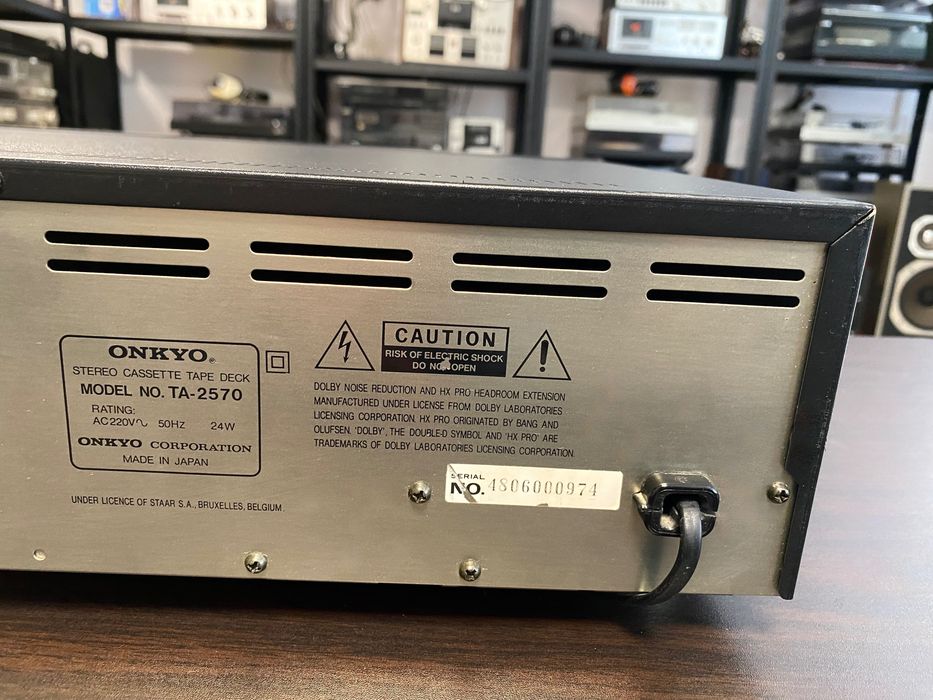 ONKYO®
STEREO CASSETTE TAPE DECK
MODEL NO. TA-2570
RATING:
AC 220V∿ 50Hz 24W
ONKYO CORPORATION
MADE IN JAPAN
UNDER LICENCE OF STAAR S.A., BRUXELLES, BELGIUM.
CAUTION
RISK OF ELECTRIC SHOCK
DO NOT OPEN
DOLBY NOISE REDUCTION AND HX PRO HEADROOM EXTENSION
MANUFACTURED UNDER LICENSE FROM DOLBY LABORATORIES
LICENSING CORPORATION. HX PRO ORIGINATED BY BANG AND
OLUFSEN. 'DOLBY', THE DOUBLE-D SYMBOL AND 'HX PRO' ARE
TRADEMARKS OF DOLBY LABORATORIES LICENSING CORPORATION.
SERIAL
NO. 4806000974